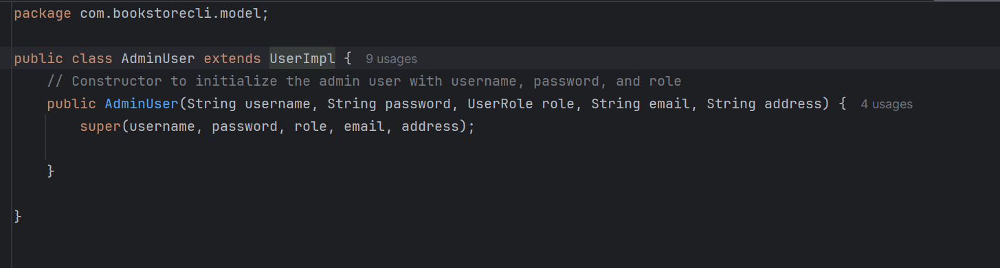 package com.bookstorecli.model;
public class AdminUser extends UserImpl { 9 usages
// Constructor to initialize the admin user with username, password, and role
public AdminUser(String username, String password, UserRole role, String email, String address) { 4 usages
super(username, password, role, email, address);
}
}